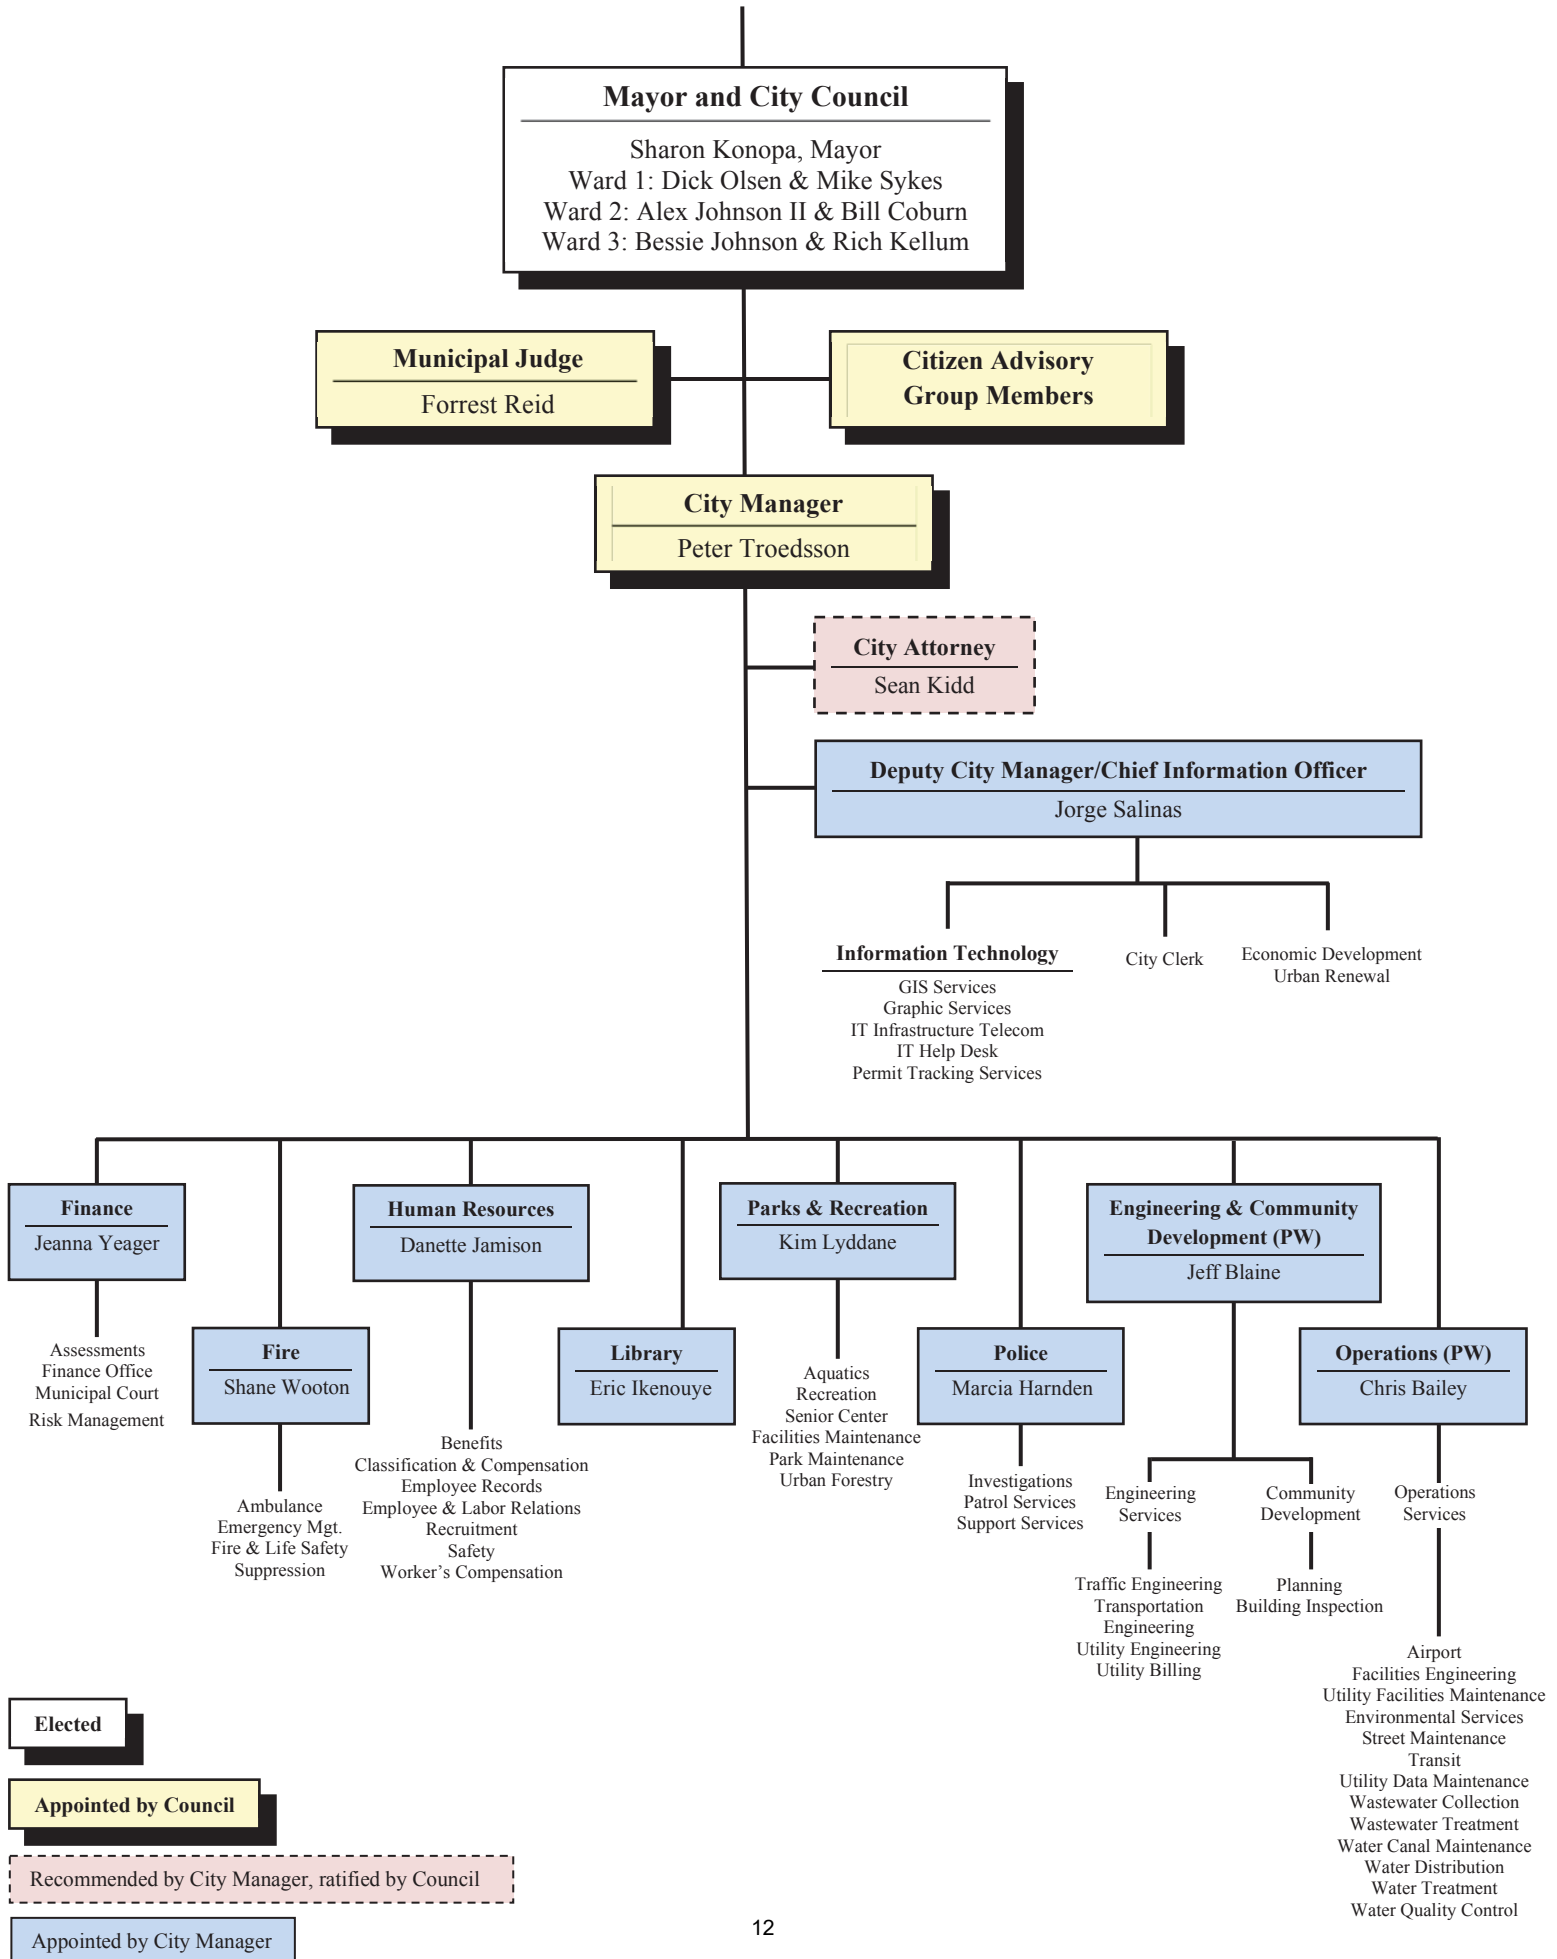 Mayor and City Council
Sharon Konopa, Mayor
Ward 1: Dick Olsen & Mike Sykes
Ward 2: Alex Johnson II & Bill Coburn
Ward 3: Bessie Johnson & Rich Kellum
Municipal Judge
Forrest Reid
Citizen Advisory
Group Members
City Manager
Peter Troedsson
City Attorney
Sean Kidd
Deputy City Manager/Chief Information Officer
Jorge Salinas
Information Technology
GIS Services
Graphic Services
IT Infrastructure Telecom
IT Help Desk
Permit Tracking Services
City Clerk
Economic Development
Urban Renewal
Finance
Jeanna Yeager
Assessments
Finance Office
Municipal Court
Risk Management
Fire
Shane Wooton
Ambulance
Emergency Mgt.
Fire & Life Safety
Suppression
Human Resources
Danette Jamison
Benefits
Classification & Compensation
Employee Records
Employee & Labor Relations
Recruitment
Safety
Worker’s Compensation
Library
Eric Ikenouye
Parks & Recreation
Kim Lyddane
Aquatics
Recreation
Senior Center
Facilities Maintenance
Park Maintenance
Urban Forestry
Police
Marcia Harnden
Investigations
Patrol Services
Support Services
Engineering & Community
Development (PW)
Jeff Blaine
Engineering
Services
Traffic Engineering
Transportation
Engineering
Utility Engineering
Utility Billing
Community
Development
Planning
Building Inspection
Operations (PW)
Chris Bailey
Operations
Services
Airport
Facilities Engineering
Utility Facilities Maintenance
Environmental Services
Street Maintenance
Transit
Utility Data Maintenance
Wastewater Collection
Wastewater Treatment
Water Canal Maintenance
Water Distribution
Water Treatment
Water Quality Control
Elected
Appointed by Council
Recommended by City Manager, ratified by Council
Appointed by City Manager
12